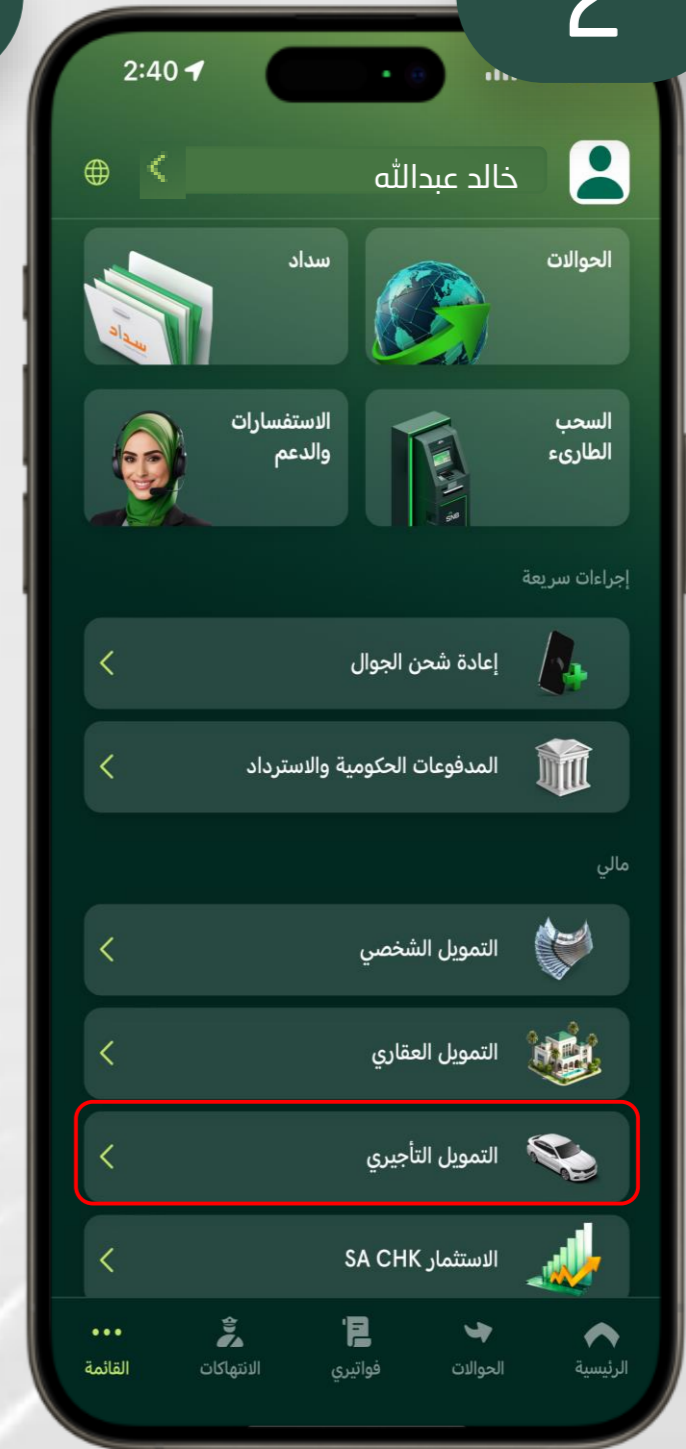 2
2:40
خالد عبدالله
الحوالات
سداد
سداد
السحب
الطارىء
الاستفسارات
والدعم
SNB
إجراءات سريعة
إعادة شحن الجوال
المدفوعات الحكومية والاسترداد
مالي
التمويل الشخصي
التمويل العقاري
التمويل التأجيري
الاستثمار SA CHK
الرئيسية
الحوالات
فواتيري
الانتهاكات
القائمة